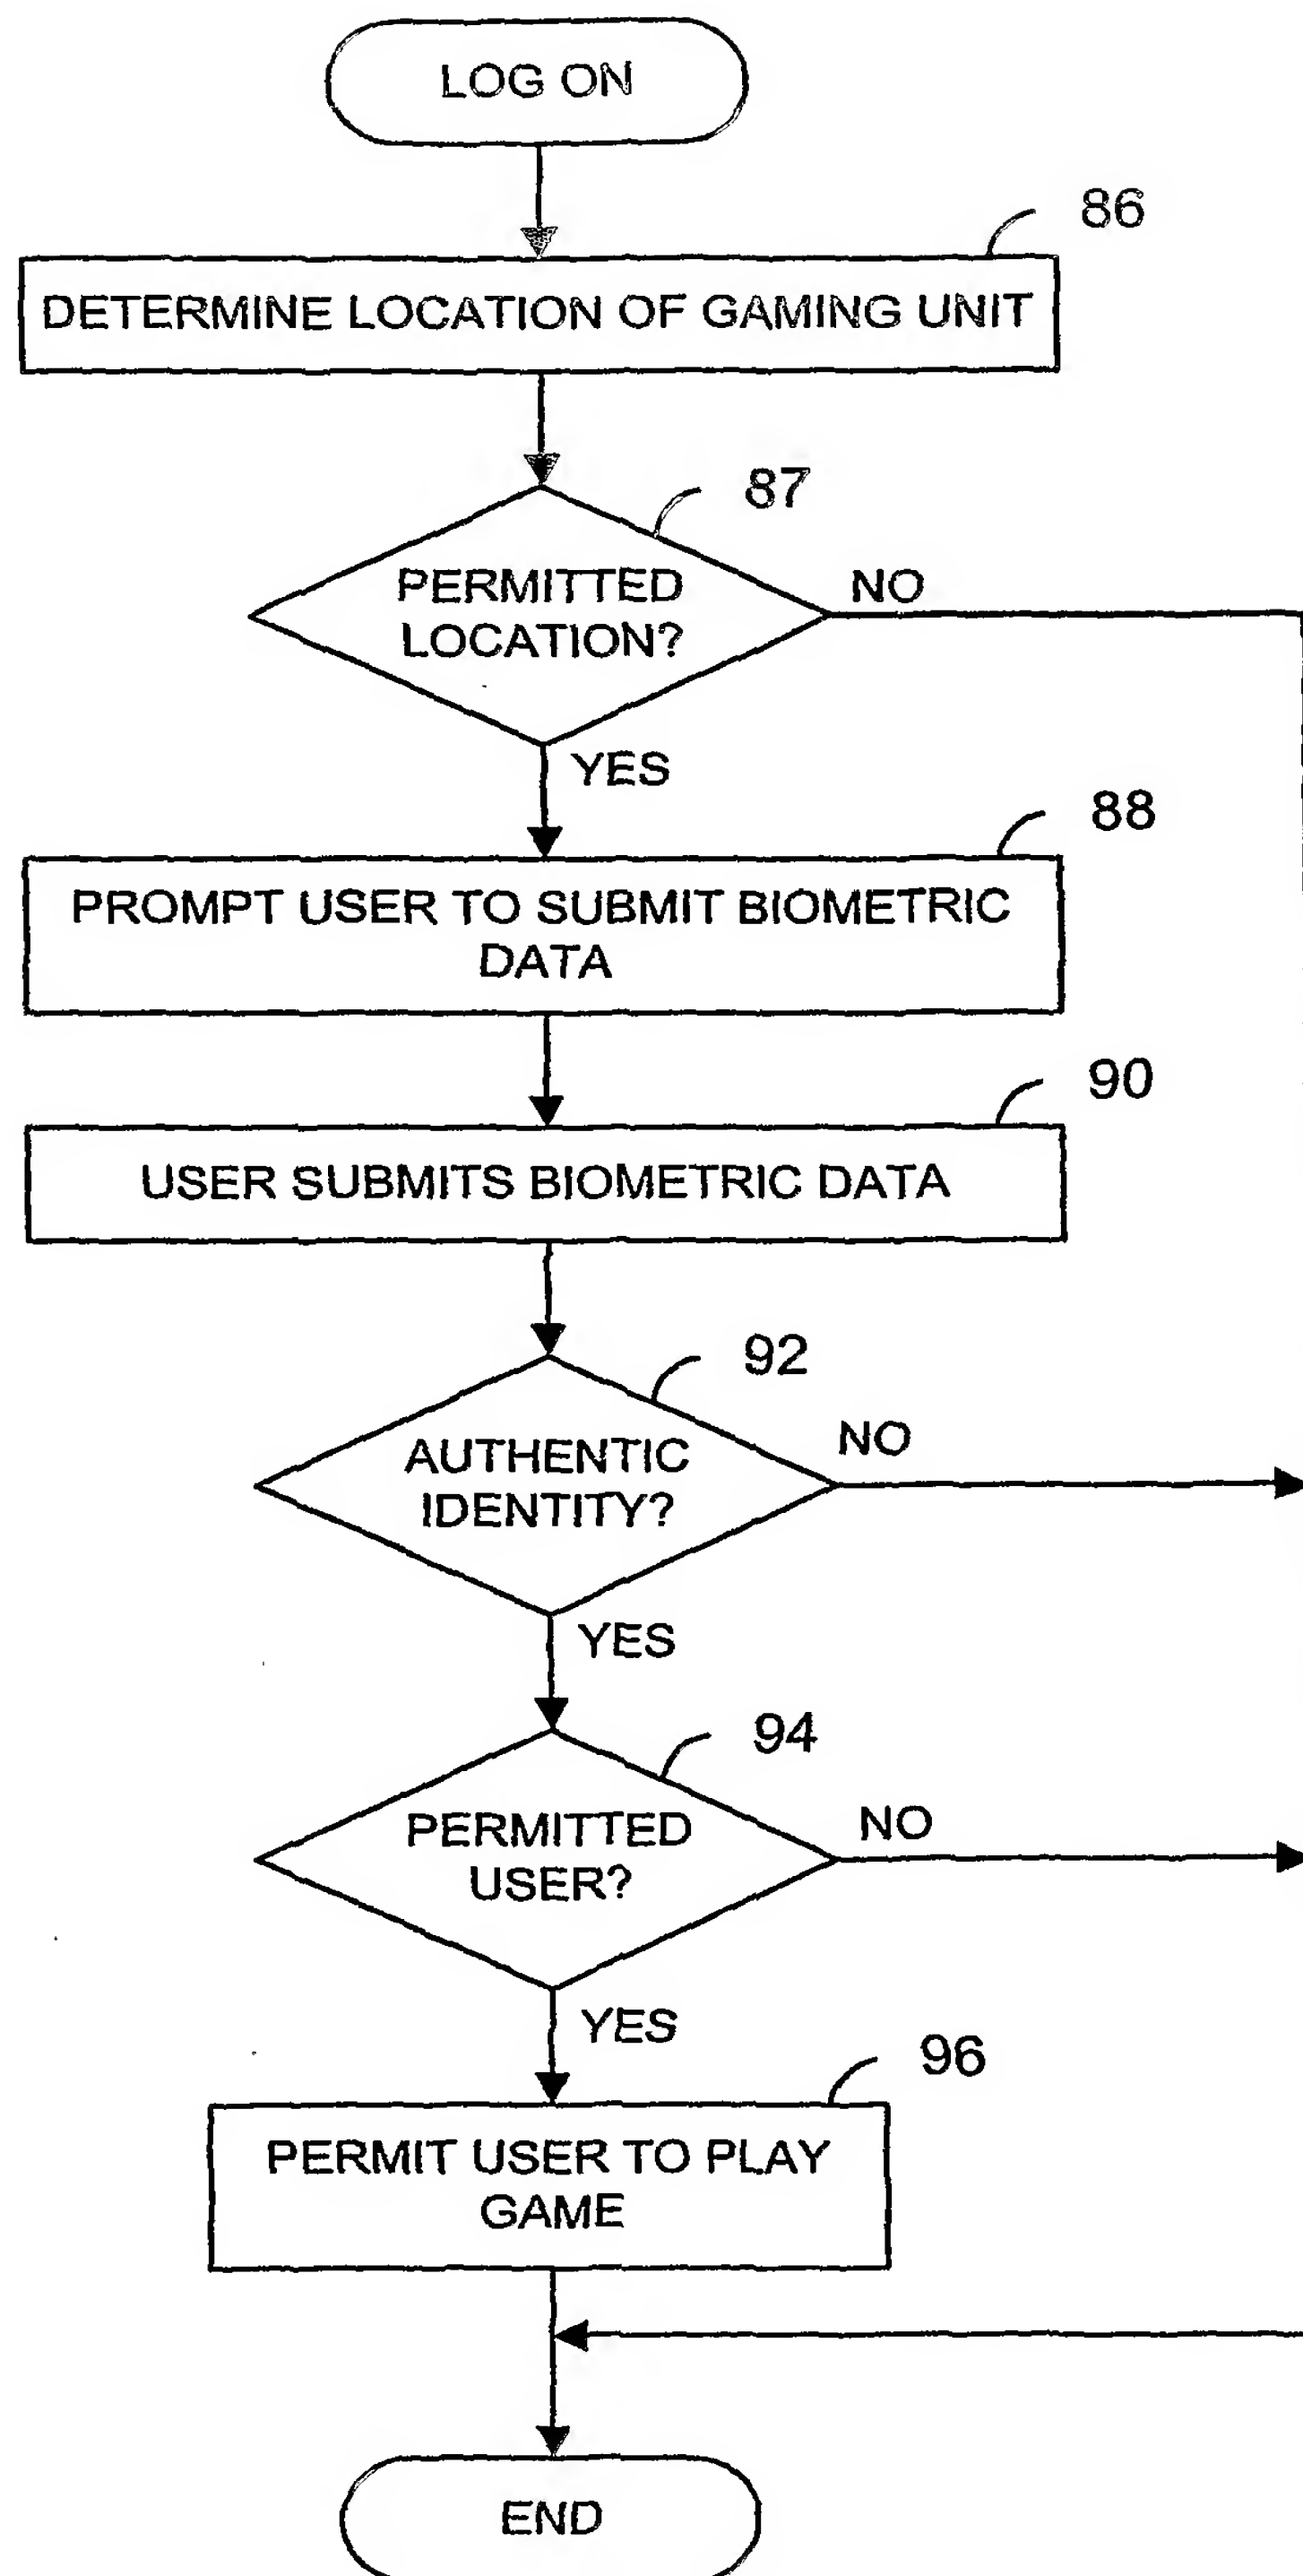 LOG ON
86
DETERMINE LOCATION OF GAMING UNIT
87
PERMITTED
LOCATION?
NO
YES
88
PROMPT USER TO SUBMIT BIOMETRIC
DATA
90
USER SUBMITS BIOMETRIC DATA
92
AUTHENTIC
IDENTITY?
NO
YES
94
PERMITTED
USER?
NO
YES
96
PERMIT USER TO PLAY
GAME
END